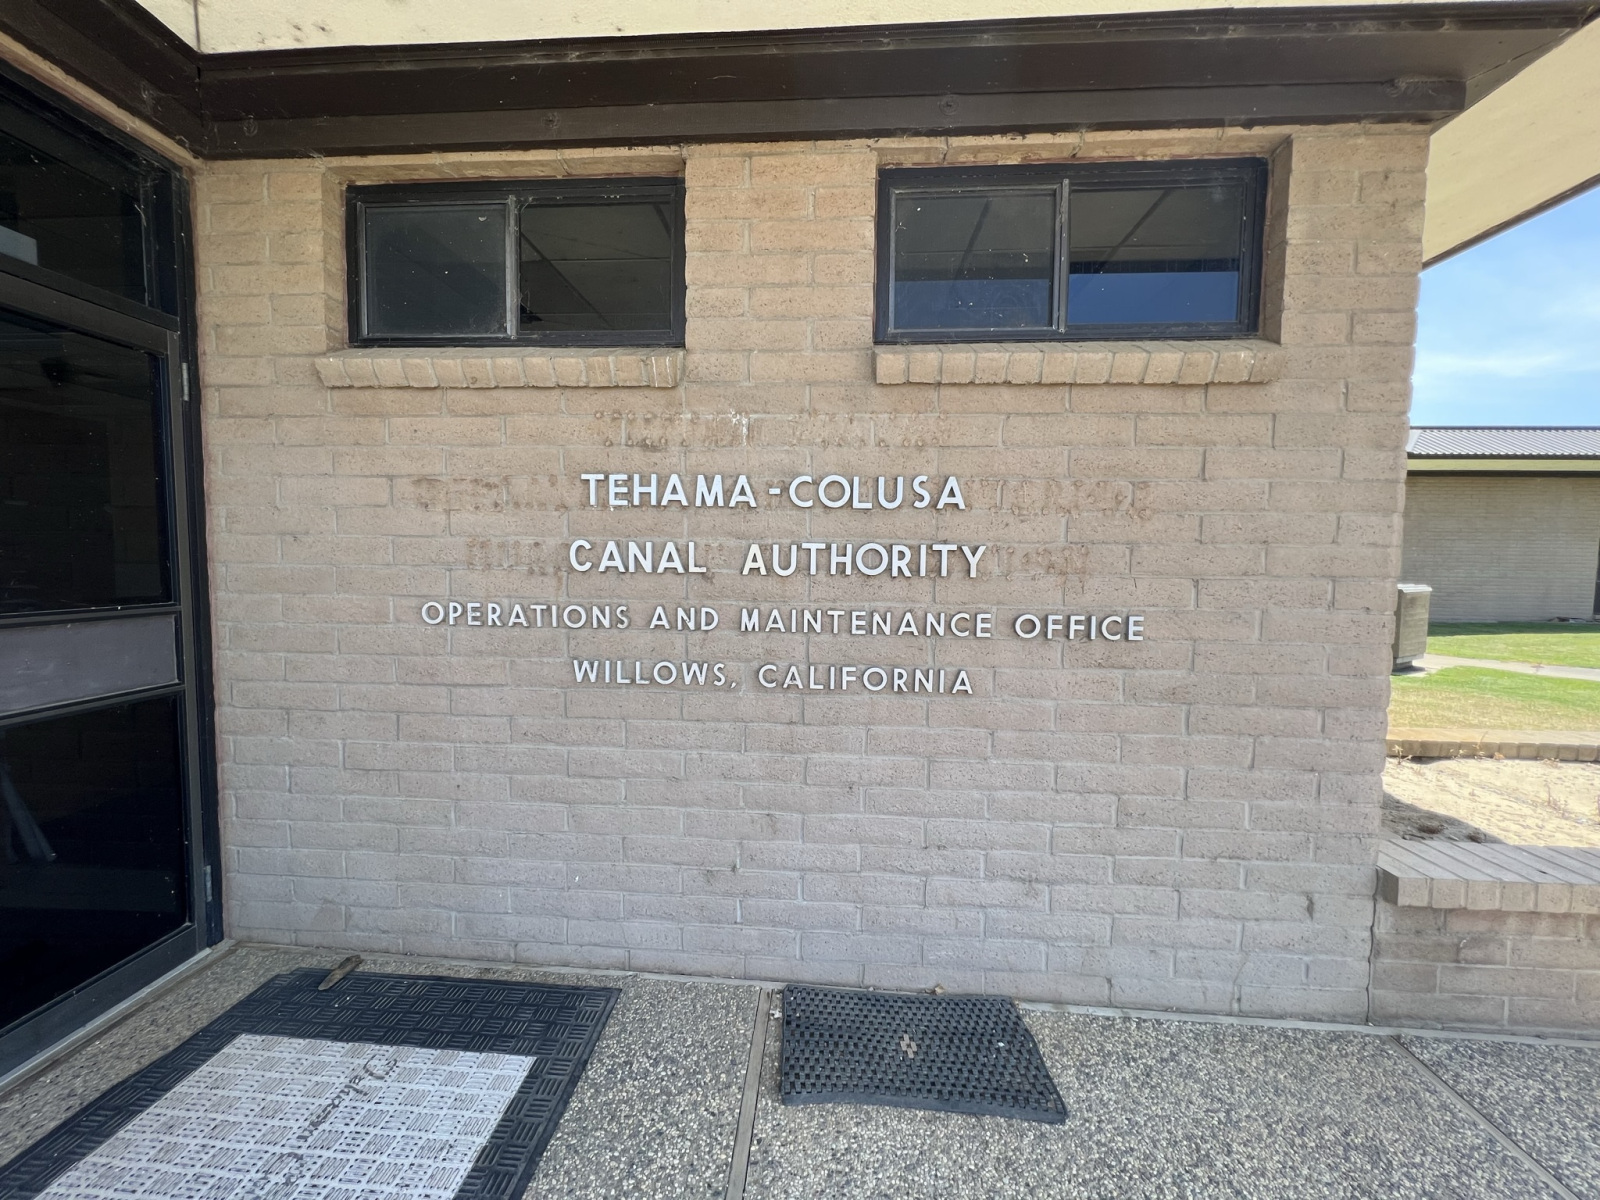 TEHAMA-COLUSA
CANAL AUTHORITY
OPERATIONS AND MAINTENANCE OFFICE
WILLOWS, CALIFORNIA